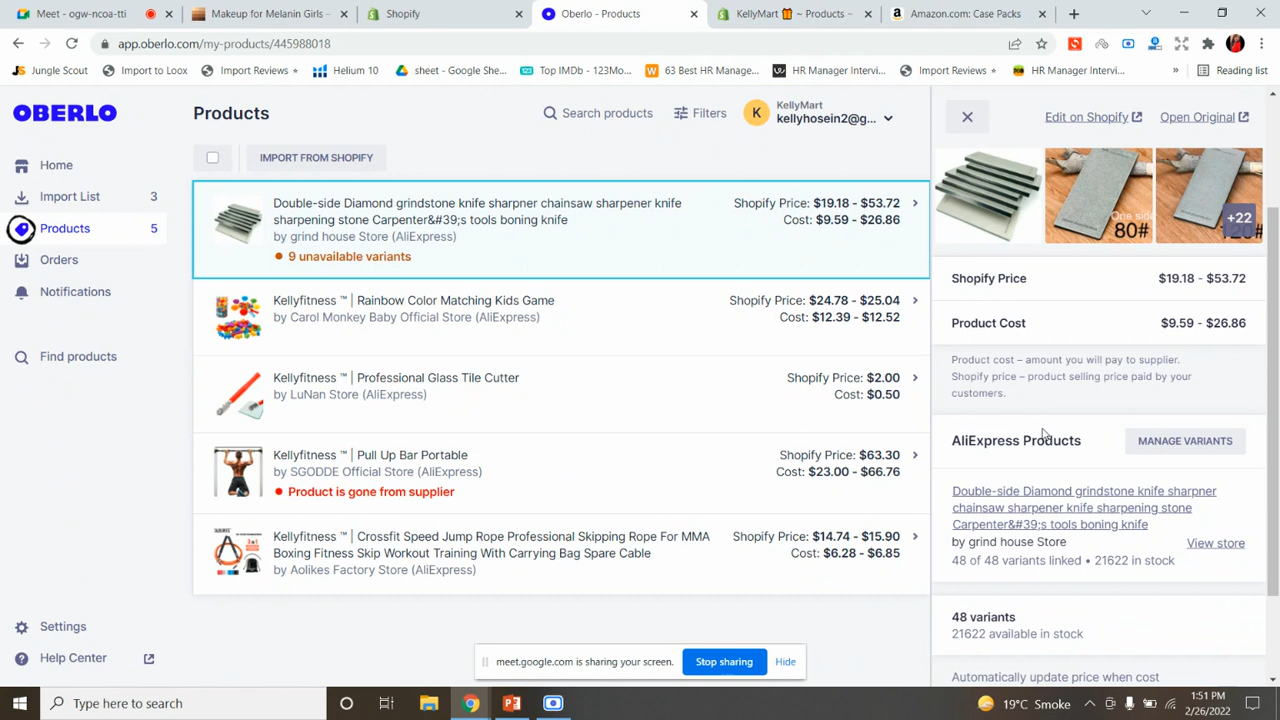 Meet - ogw-ncoa-tti
Makeup for Melanin Girls -
Shopify
Oberlo - Products
KellyMart 🎁 ~ Products ~
Amazon.com: Case Packs
app.oberlo.com/my-products/445988018
Jungle Scout
Import to Loox
Import Reviews
Helium 10
sheet - Google She...
Top IMDb - 123Mo...
63 Best HR Manage...
HR Manager Intervi...
Import Reviews
HR Manager Intervi...
»
Reading list
OBERLO
Home
Import List 3
Products 5
Orders
Notifications
Find products
Settings
Help Center
Products
Search products
Filters
K
KellyMart
kellyhosein2@g...
IMPORT FROM SHOPIFY
Double-side Diamond grindstone knife sharpner chainsaw sharpener knife
sharpening stone Carpenter&#39;s tools boning knife
by grind house Store (AliExpress)
9 unavailable variants
Shopify Price: $19.18 - $53.72
Cost: $9.59 - $26.86
Kellyfitness ™ | Rainbow Color Matching Kids Game
by Carol Monkey Baby Official Store (AliExpress)
Shopify Price: $24.78 - $25.04
Cost: $12.39 - $12.52
Kellyfitness ™ | Professional Glass Tile Cutter
by LuNan Store (AliExpress)
Shopify Price: $2.00
Cost: $0.50
Kellyfitness ™ | Pull Up Bar Portable
by SGODDE Official Store (AliExpress)
Product is gone from supplier
Shopify Price: $63.30
Cost: $23.00 - $66.76
Kellyfitness ™ | Crossfit Speed Jump Rope Professional Skipping Rope For MMA
Boxing Fitness Skip Workout Training With Carrying Bag Spare Cable
by Aolikes Factory Store (AliExpress)
Shopify Price: $14.74 - $15.90
Cost: $6.28 - $6.85
Edit on Shopify
Open Original
One side
80#
120#
+22
Shopify Price $19.18 - $53.72
Product Cost $9.59 - $26.86
Product cost – amount you will pay to supplier.
Shopify price – product selling price paid by your
customers.
AliExpress Products
MANAGE VARIANTS
Double-side Diamond grindstone knife sharpner
chainsaw sharpener knife sharpening stone
Carpenter&#39;s tools boning knife
by grind house Store
View store
48 of 48 variants linked • 21622 in stock
48 variants
21622 available in stock
Automatically update price when cost
meet.google.com is sharing your screen.
Stop sharing
Hide
Type here to search
19°C Smoke
1:51 PM
2/26/2022